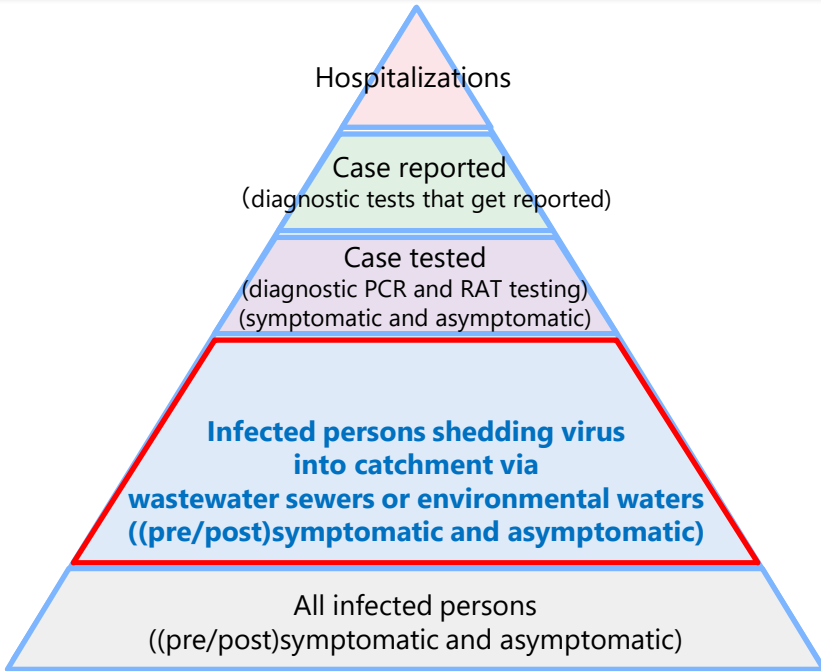 Hospitalizations
Case reported
（diagnostic tests that get reported)
Case tested
(diagnostic PCR and RAT testing)
(symptomatic and asymptomatic)
Infected persons shedding virus
into catchment via
wastewater sewers or environmental waters
((pre/post)symptomatic and asymptomatic)
All infected persons
((pre/post)symptomatic and asymptomatic)